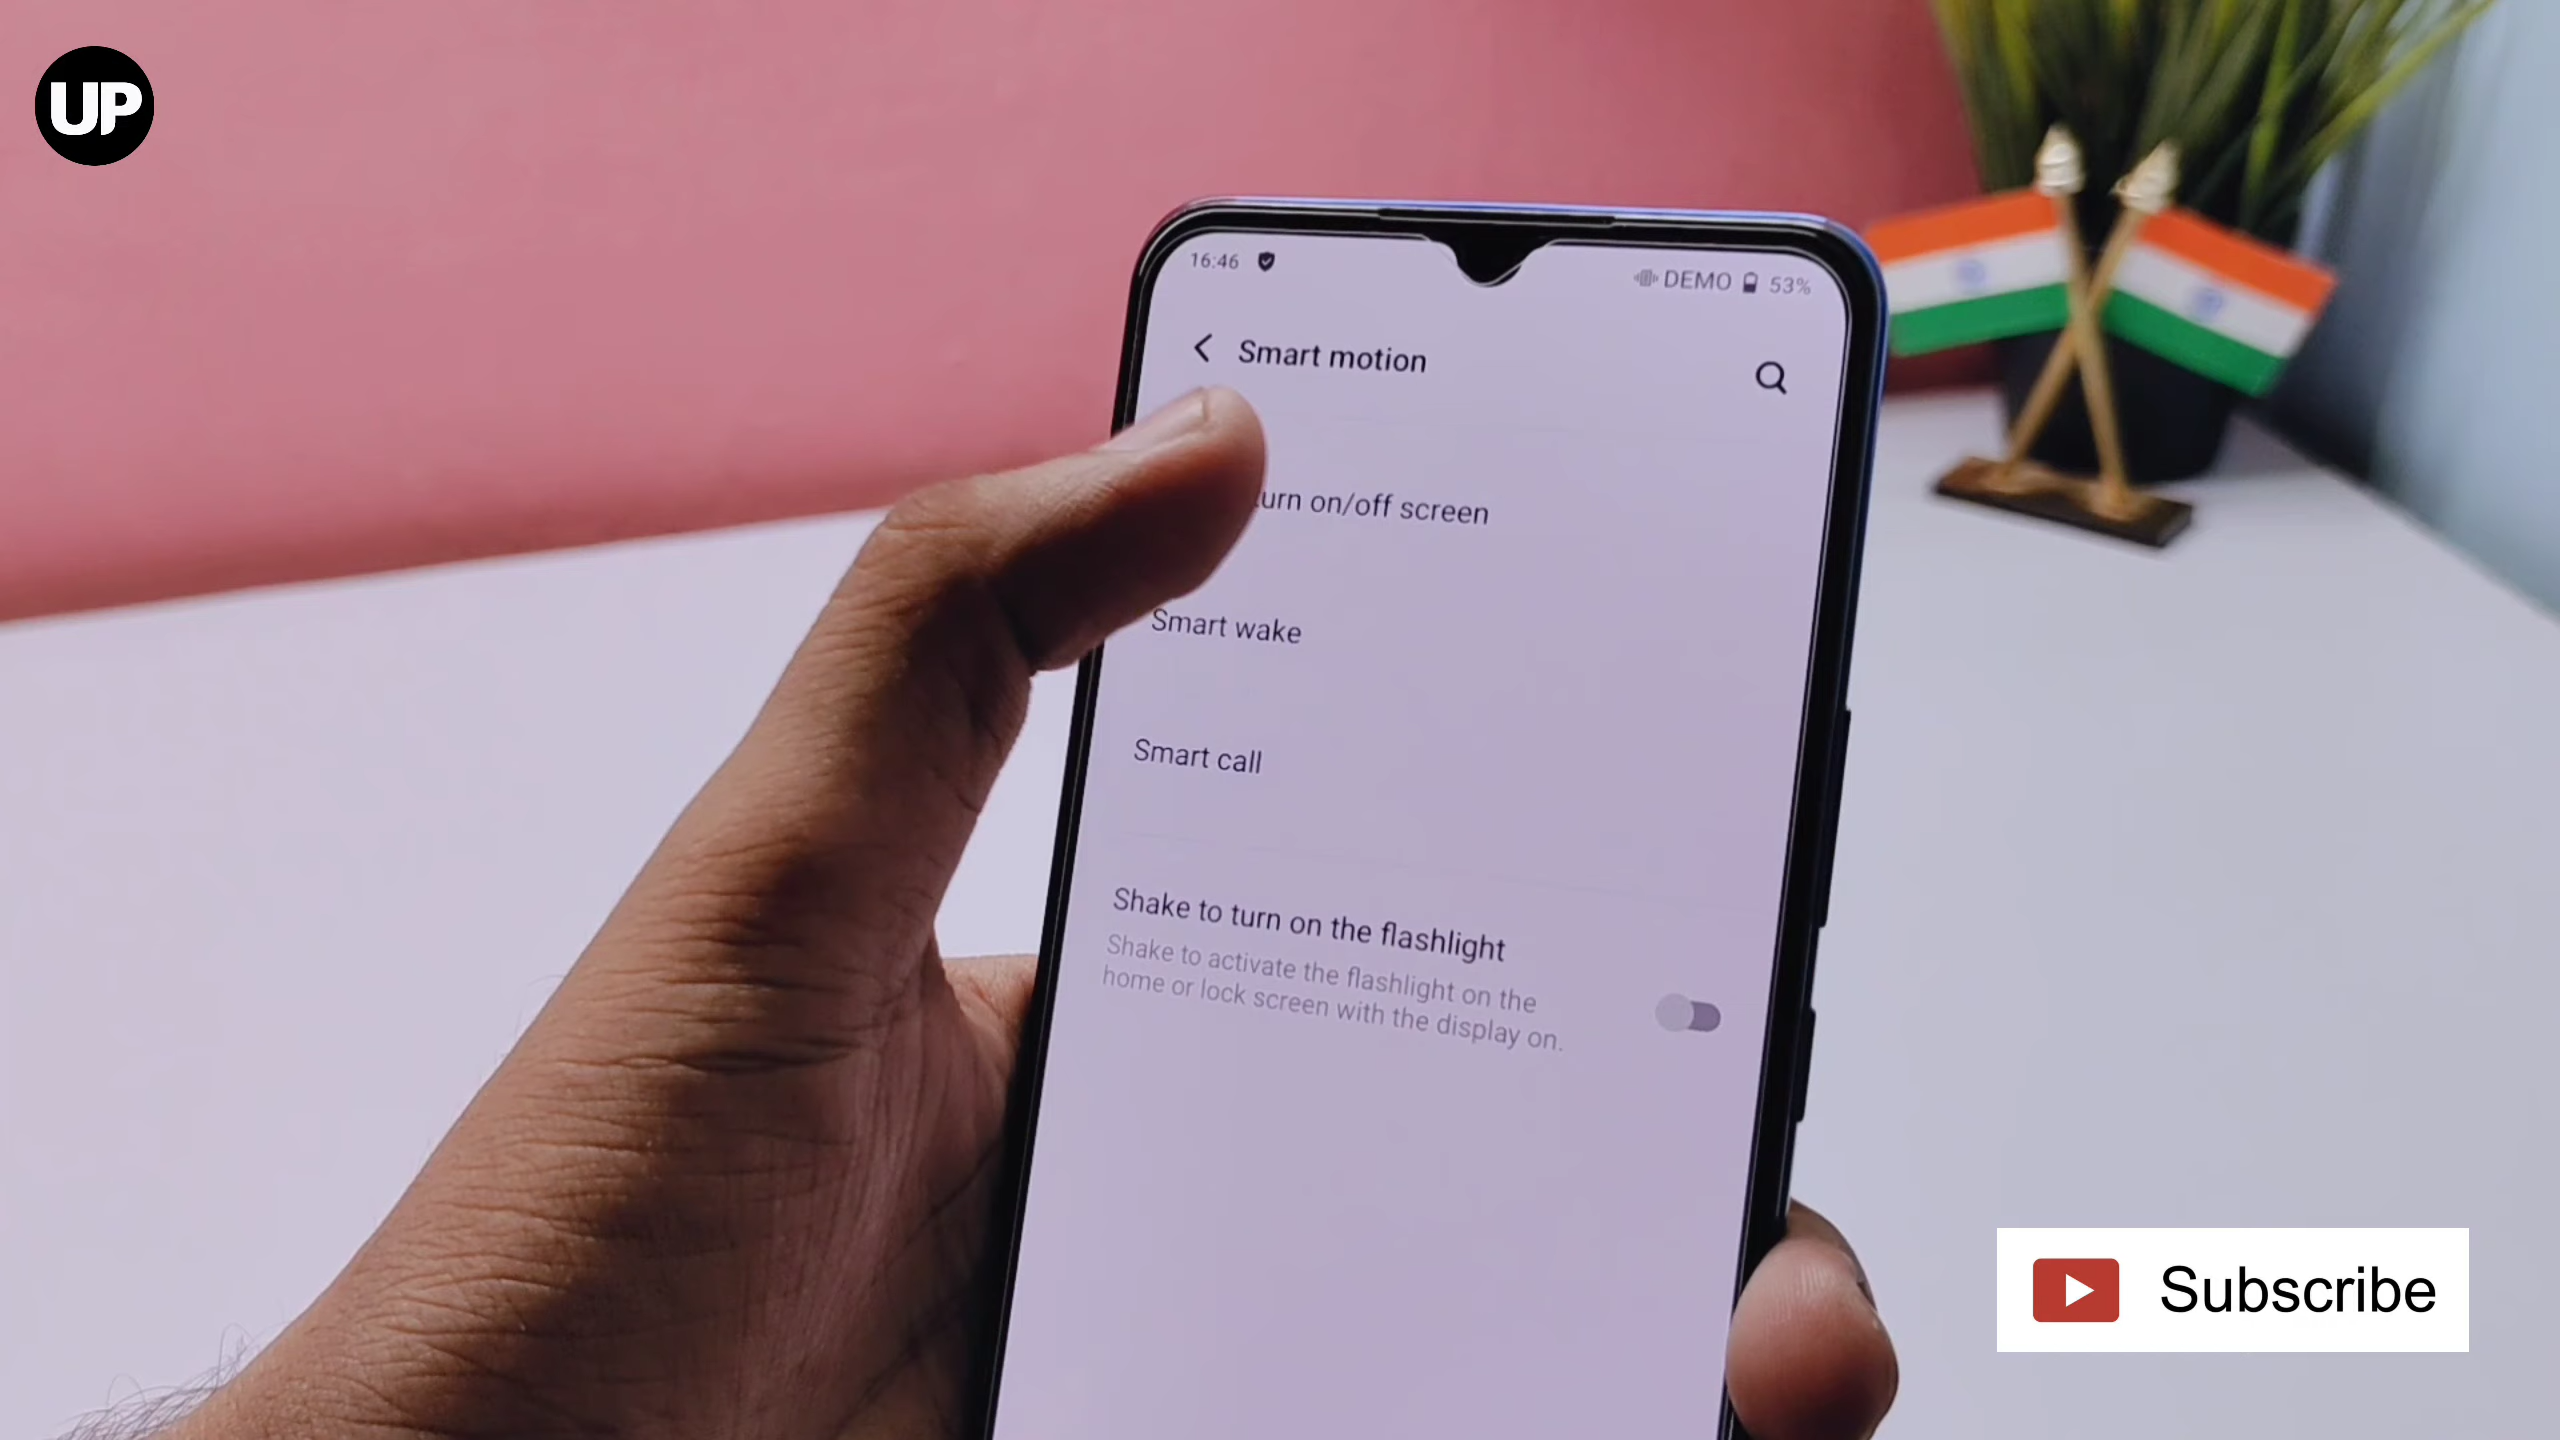 UP
16:46
DEMO 53%
Smart motion
turn on/off screen
Smart wake
Smart call
Shake to turn on the flashlight
Shake to activate the flashlight on the
home or lock screen with the display on.
Subscribe